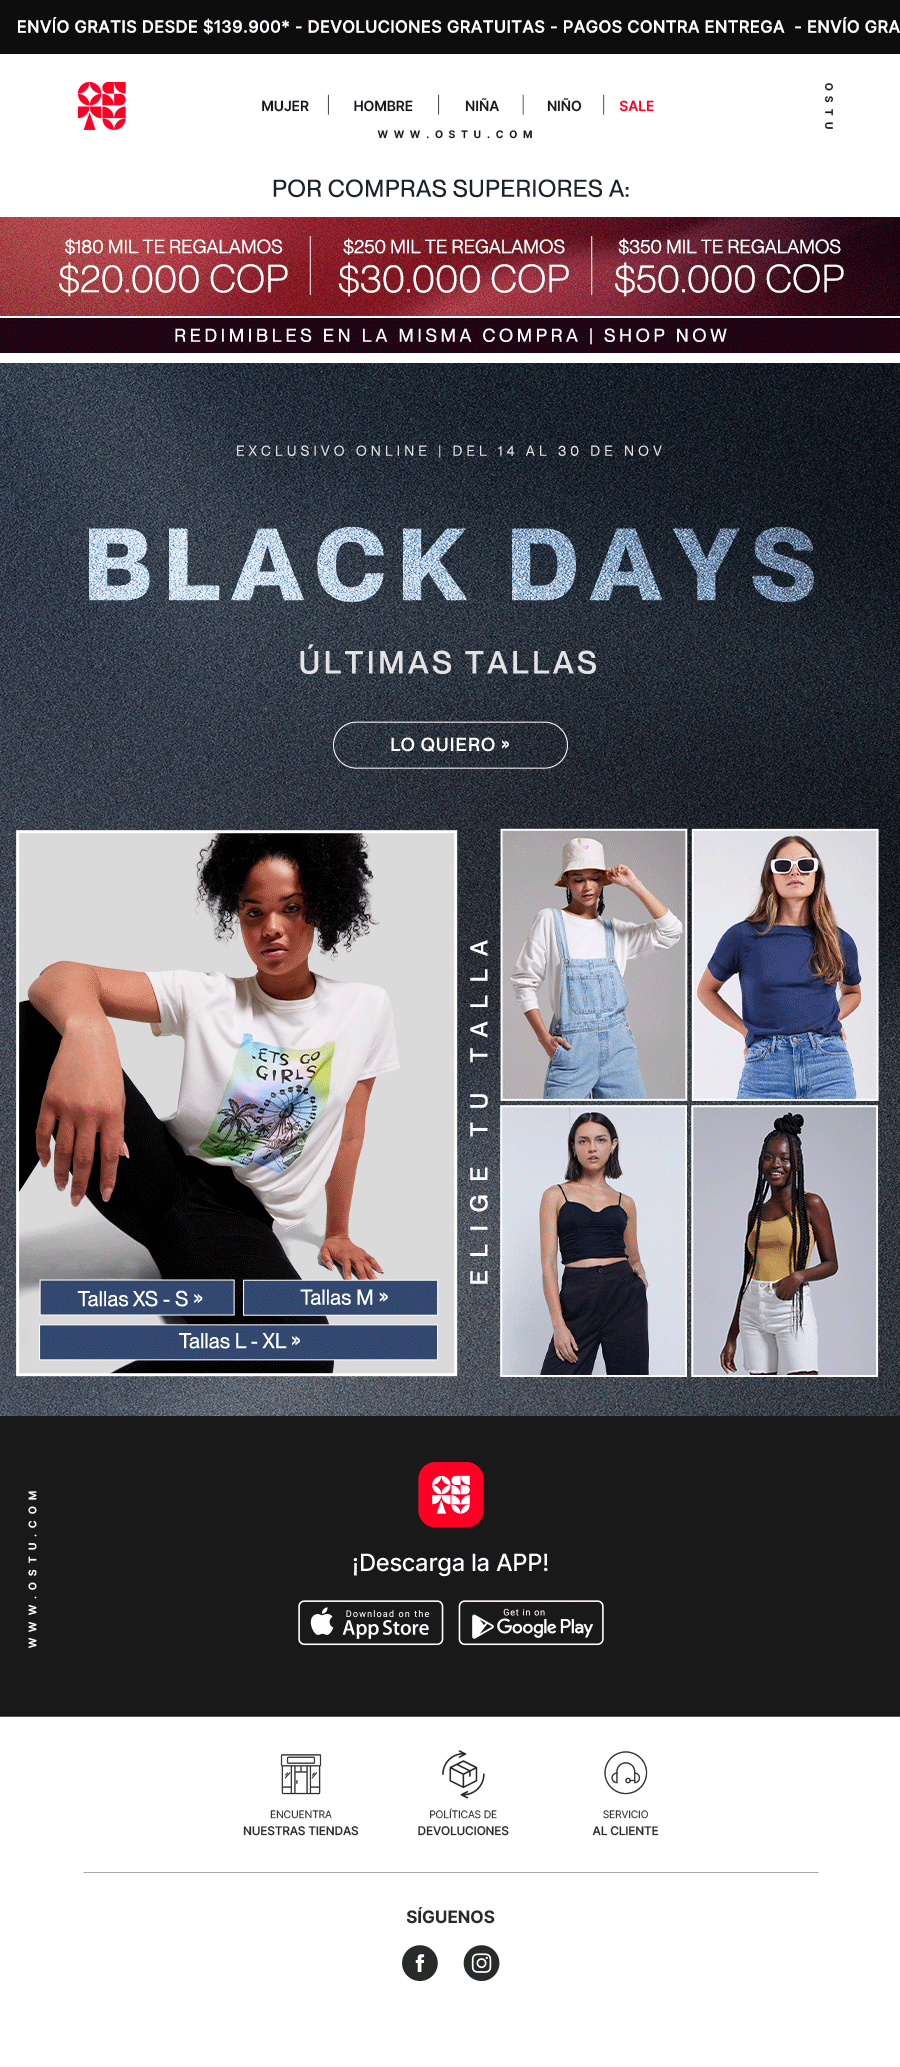 ENVÍO GRATIS DESDE $139.900* - DEVOLUCIONES GRATUITAS - PAGOS CONTRA ENTREGA - ENVÍO GRA
MUJER | HOMBRE | NIÑA | NIÑO | SALE
WWW.OSTU.COM
OSTU
POR COMPRAS SUPERIORES A:
$180 MIL TE REGALAMOS
$20.000 COP
$250 MIL TE REGALAMOS
$30.000 COP
$350 MIL TE REGALAMOS
$50.000 COP
REDIMIBLES EN LA MISMA COMPRA | SHOP NOW
EXCLUSIVO ONLINE | DEL 14 AL 30 DE NOV
BLACK DAYS
ÚLTIMAS TALLAS
LO QUIERO »
LETS GO
GIRLS
Tallas XS - S »
Tallas M »
Tallas L - XL »
ELIGE TU TALLA
WWW.OSTU.COM
OSTU
¡Descarga la APP!
Download on the
App Store
Get in on
Google Play
ENCUENTRA
NUESTRAS TIENDAS
POLÍTICAS DE
DEVOLUCIONES
SERVICIO
AL CLIENTE
SÍGUENOS